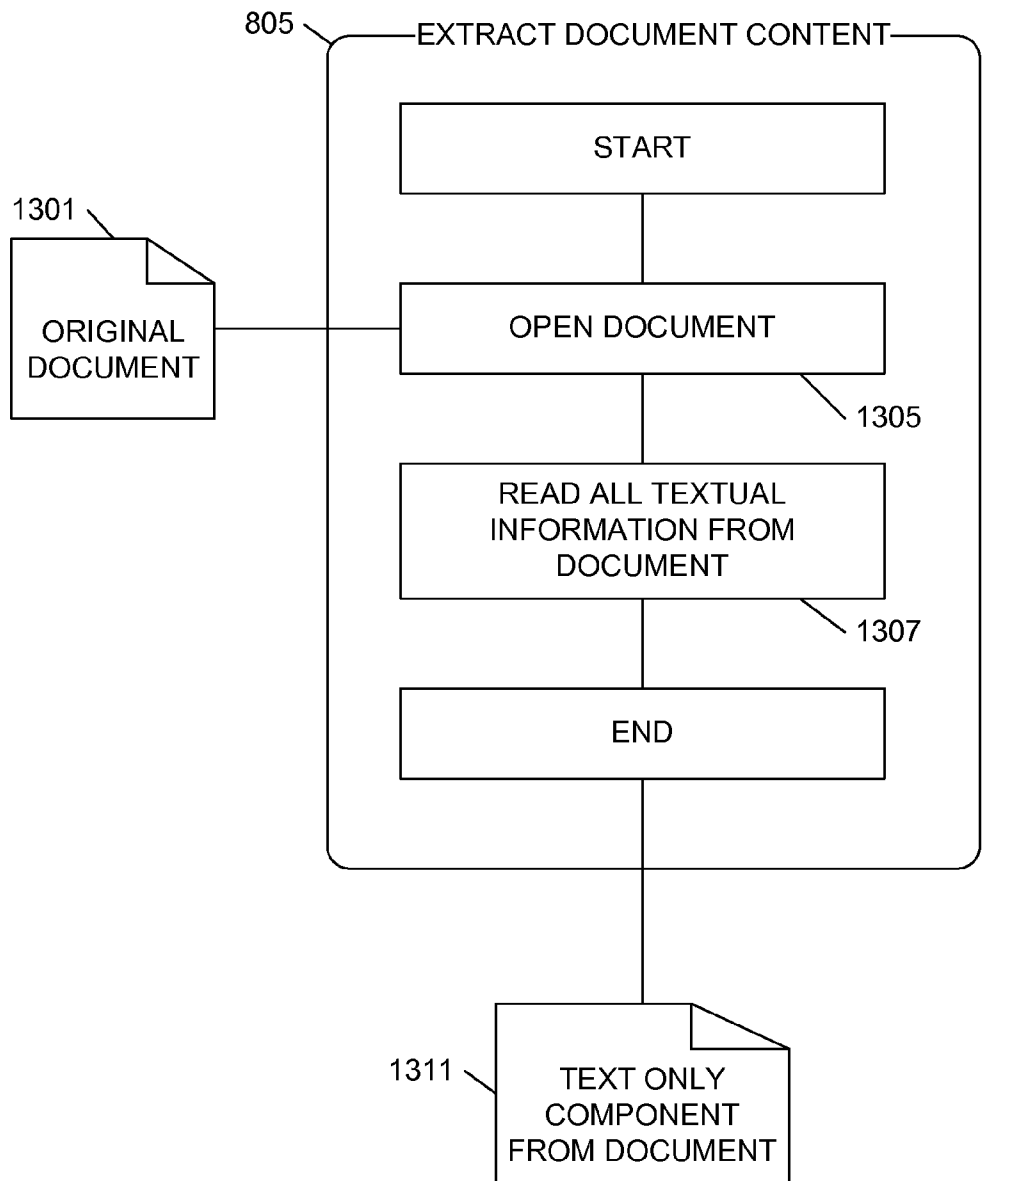 805
EXTRACT DOCUMENT CONTENT
START
1301
ORIGINAL
DOCUMENT
OPEN DOCUMENT
1305
READ ALL TEXTUAL
INFORMATION FROM
DOCUMENT
1307
END
1311
TEXT ONLY
COMPONENT
FROM DOCUMENT